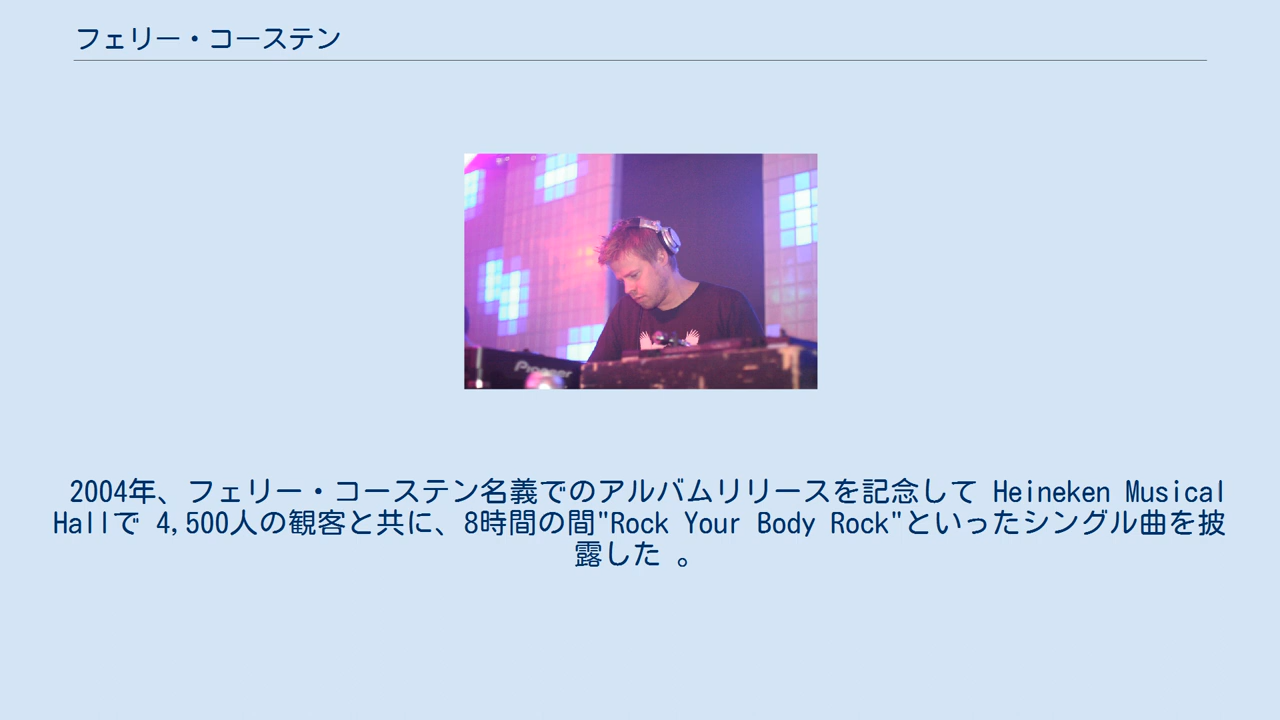 フェリー・コーステン
Pioneer
2004年、フェリー・コーステン名義でのアルバムリリースを記念して Heineken Musical
Hallで 4,500人の観客と共に、8時間の間"Rock Your Body Rock"といったシングル曲を披
露した 。